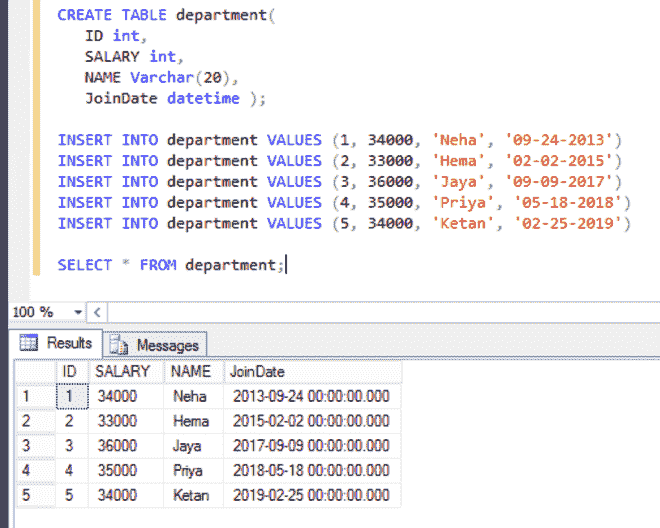 CREATE TABLE department(
ID int,
SALARY int,
NAME Varchar(20),
JoinDate datetime );
INSERT INTO department VALUES (1, 34000, 'Neha', '09-24-2013')
INSERT INTO department VALUES (2, 33000, 'Hema', '02-02-2015')
INSERT INTO department VALUES (3, 36000, 'Jaya', '09-09-2017')
INSERT INTO department VALUES (4, 35000, 'Priya', '05-18-2018')
INSERT INTO department VALUES (5, 34000, 'Ketan', '02-25-2019')
SELECT * FROM department;
100 %
Results Messages
ID SALARY NAME JoinDate
1 1 34000 Neha 2013-09-24 00:00:00.000
2 2 33000 Hema 2015-02-02 00:00:00.000
3 3 36000 Jaya 2017-09-09 00:00:00.000
4 4 35000 Priya 2018-05-18 00:00:00.000
5 5 34000 Ketan 2019-02-25 00:00:00.000